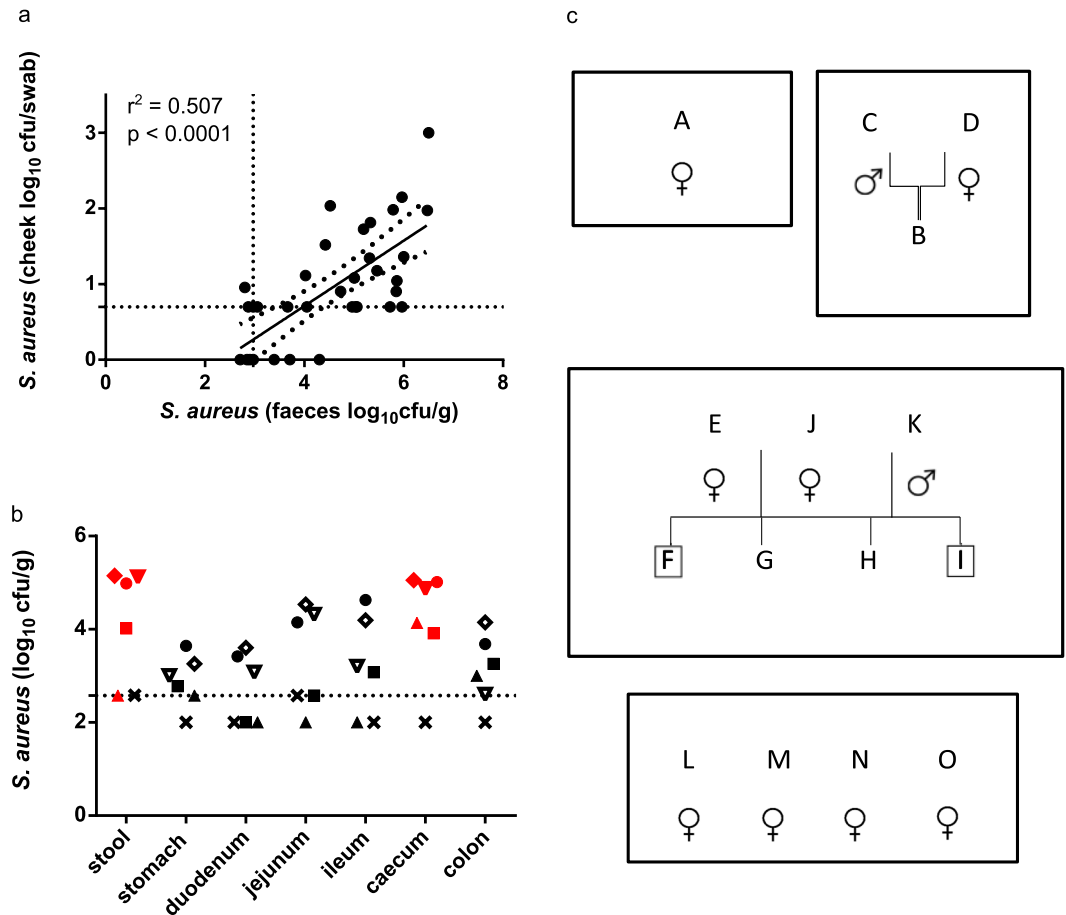 a
S. aureus (cheek log10 cfu/swab)
r2 = 0.507
p < 0.0001
3
2
1
0
0 2 4 6 8
S. aureus (faeces log10cfu/g)
b
S. aureus (log10 cfu/g)
6
4
2
0
stool
stomach
duodenum
jejunum
ileum
caecum
colon
c
A
♀
C D
♂ ♀
B
E J K
♀ ♀ ♂
F G H I
L M N O
♀ ♀ ♀ ♀